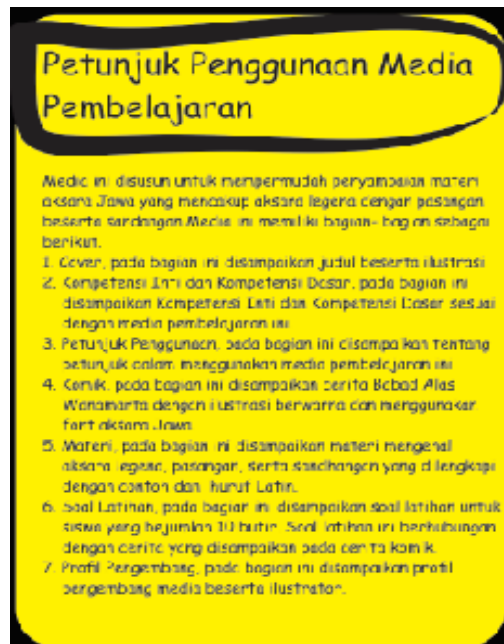 Petunjuk Penggunaan Media
Pembelajaran
Media ini disusun untuk mempermudah penyampaian materi
aksara Jawa yang mencakup aksara legena dengan pasangan
beserta sandangan Media ini memiliki bagian- bagian sebagai
berikut.
1. Cover, pada bagian ini disampaikan judul beserta ilustrasi
2. Kompetensi Inti dan Kompetensi Dasar, pada bagian ini
disampaikan Kompetensi Inti dan Kompetensi Dasar sesuai
dengan media pembelajaran ini
3. Petunjuk Penggunaan, pada bagian ini disampaikan tentang
petunjuk dalam menggunakan media pembelajaran ini
4. Komik, pada bagian ini disampaikan cerita Babad Alas
Wanamarta dengan ilustrasi berwarna dan menggunakan
font aksara Jawa
5. Materi, pada bagian ini disampaikan materi mengenai
aksara legena, pasangan, serta sandhangan yang dilengkapi
dengan contoh dan huruf Latin.
6. Soal Latihan, pada bagian ini disampaikan soal latihan untuk
siswa yang berjumlah 10 butir. Soal latihan ini berhubungan
dengan cerita yang disampaikan pada cerita komik.
7. Profil Pengembang, pada bagian ini disampaikan profil
pengembang media beserta ilustrator.